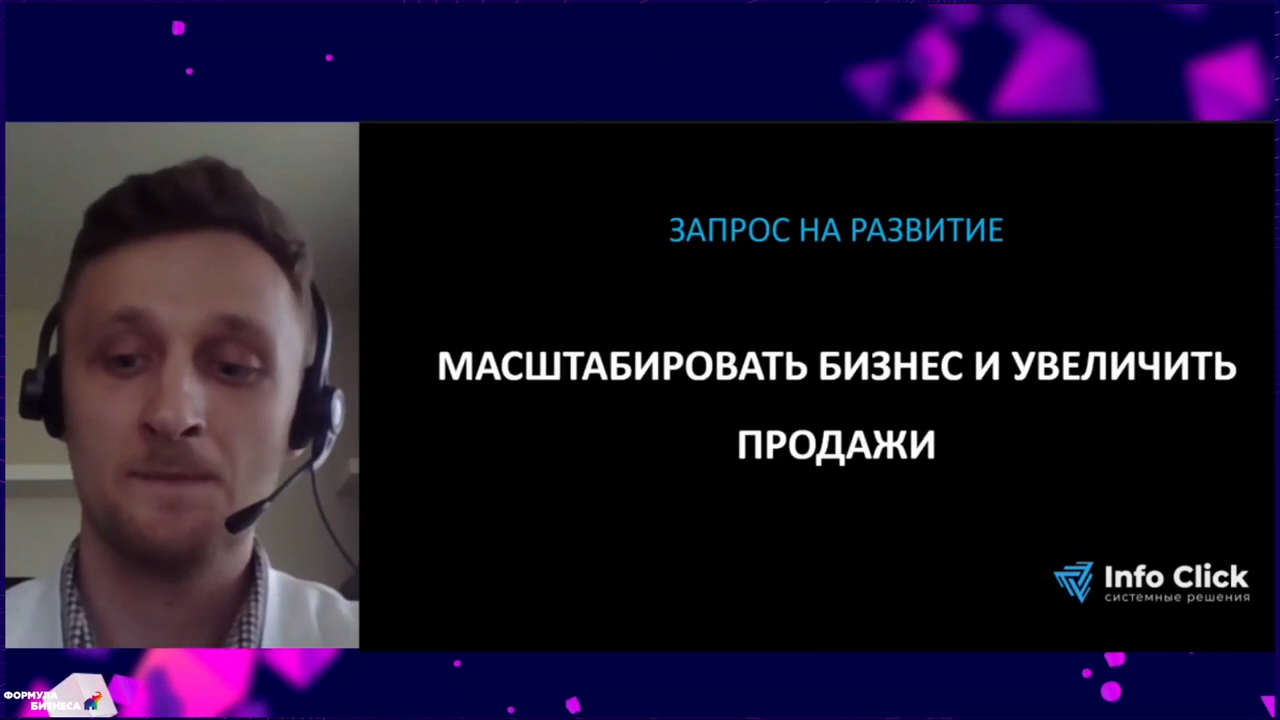 ЗАПРОС НА РАЗВИТИЕ
МАСШТАБИРОВАТЬ БИЗНЕС И УВЕЛИЧИТЬ
ПРОДАЖИ
Info Click
системные решения
ФОРМУЛА
БИЗНЕСА